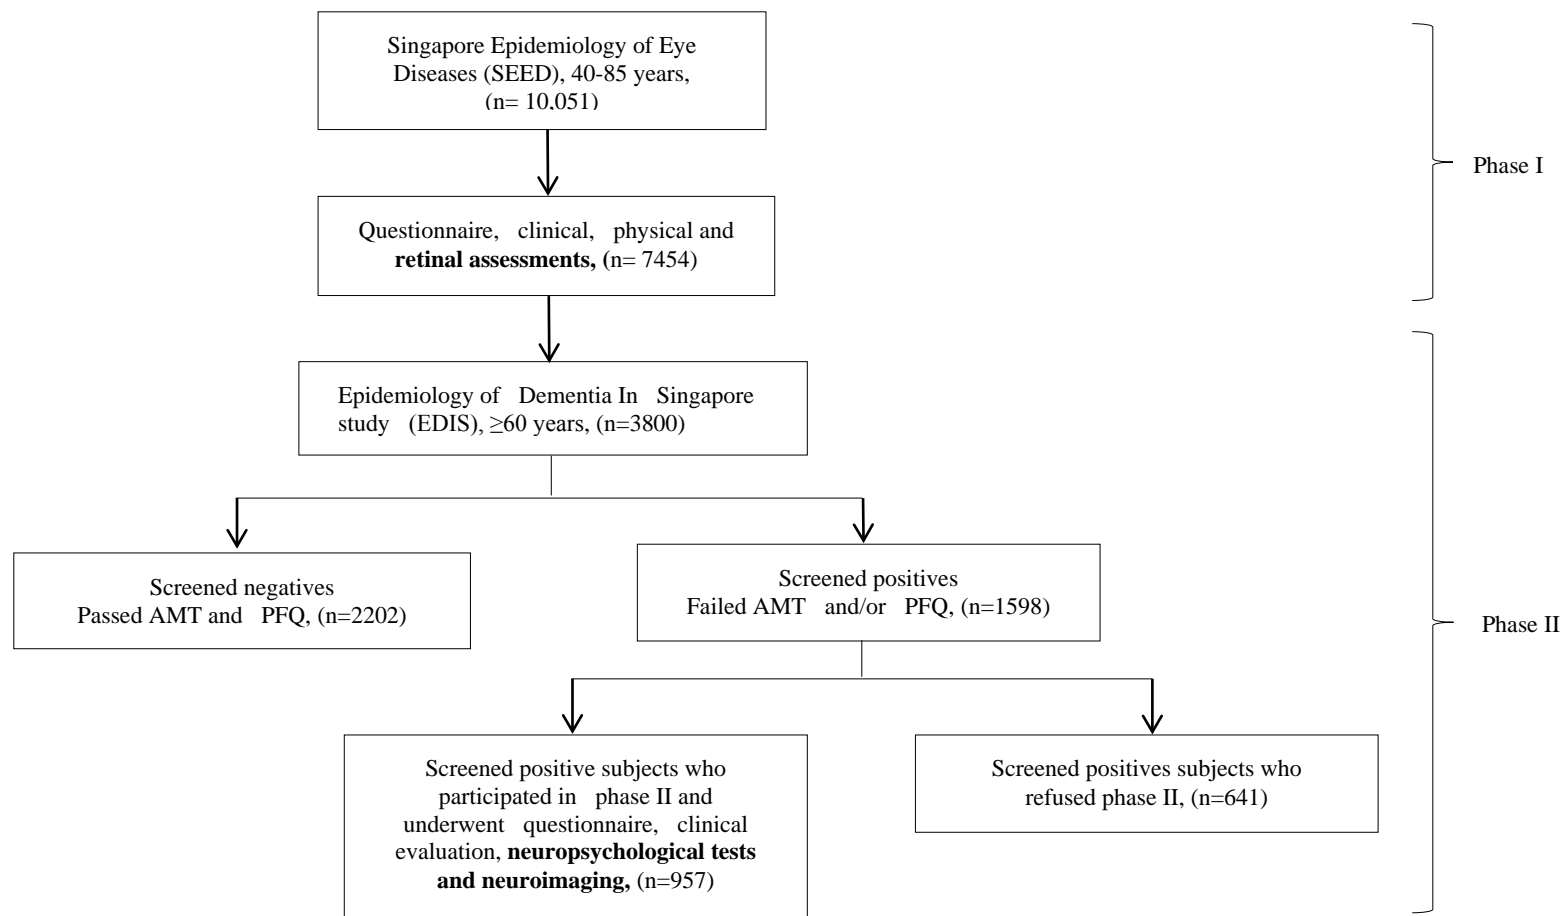 Singapore Epidemiology of Eye
Diseases (SEED), 40-85 years,
(n= 10,051)
Phase I
Questionnaire, clinical, physical and
retinal assessments, (n= 7454)
Epidemiology of Dementia In Singapore
study (EDIS), ≥60 years, (n=3800)
Screened negatives
Passed AMT and PFQ, (n=2202)
Screened positives
Failed AMT and/or PFQ, (n=1598)
Phase II
Screened positive subjects who
participated in phase II and
underwent questionnaire, clinical
evaluation, neuropsychological tests
and neuroimaging, (n=957)
Screened positives subjects who
refused phase II, (n=641)